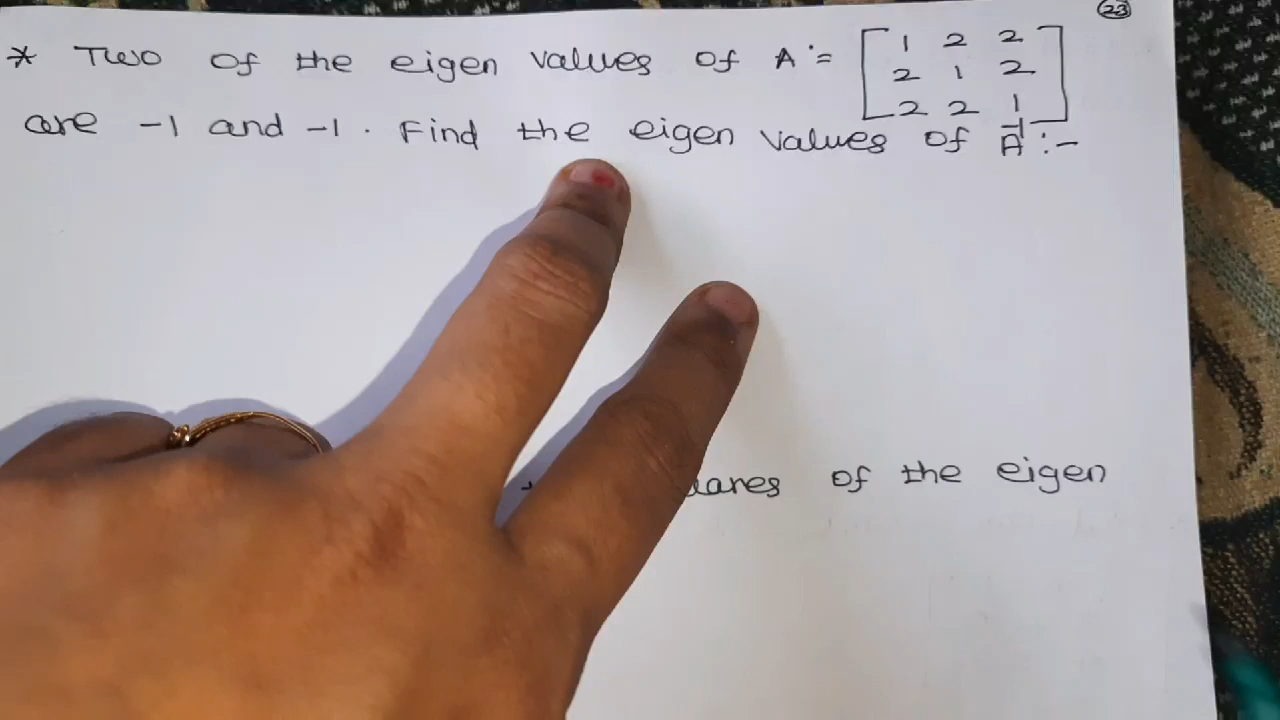 23
* Two of the eigen values of A = [ 1 2 2
2 1 2
2 2 1 ]
are -1 and -1. Find the eigen values of A⁻¹ :-
of the eigen